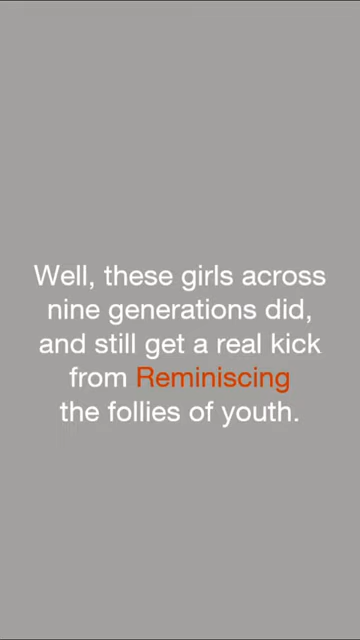 Well, these girls across
nine generations did,
and still get a real kick
from Reminiscing
the follies of youth.